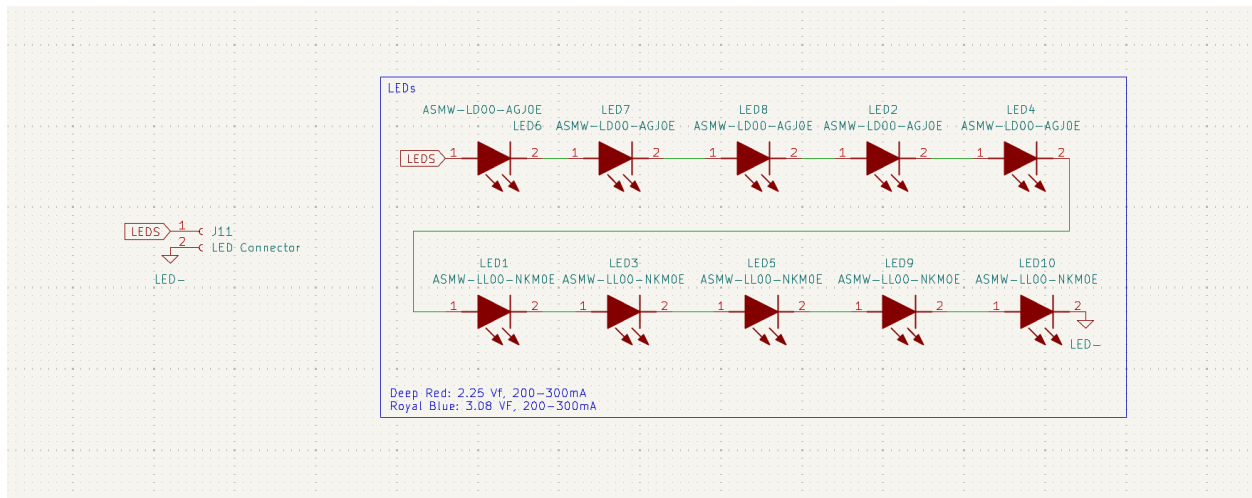 LEDs
ASMW-LD00-AGJ0E
LED6
LED7
ASMW-LD00-AGJ0E
LED8
ASMW-LD00-AGJ0E
LED2
ASMW-LD00-AGJ0E
LED4
ASMW-LD00-AGJ0E
LEDS
1 2
1 2
1 2
1 2
1 2
LEDS
1
2
J11
LED Connector
LED-
LED1
ASMW-LL00-NKM0E
LED3
ASMW-LL00-NKM0E
LED5
ASMW-LL00-NKM0E
LED9
ASMW-LL00-NKM0E
LED10
ASMW-LL00-NKM0E
1 2
1 2
1 2
1 2
1 2
LED-
Deep Red: 2.25 Vf, 200-300mA
Royal Blue: 3.08 VF, 200-300mA